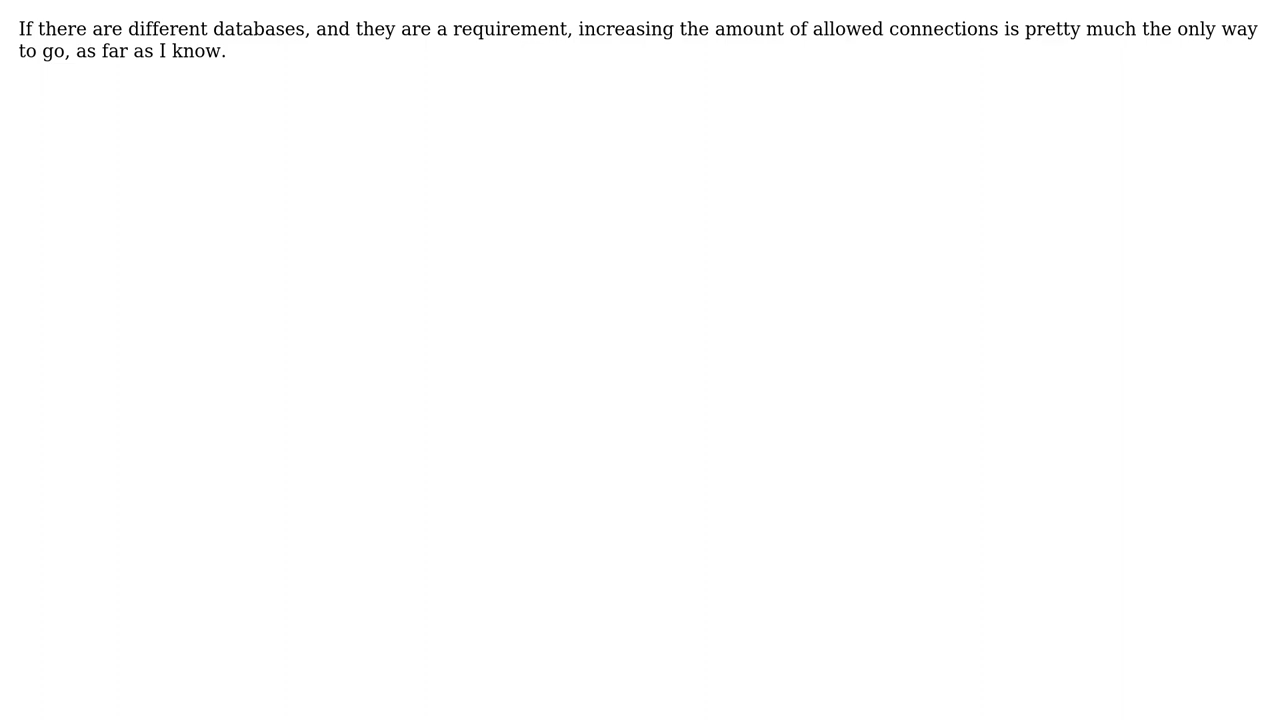 If there are different databases, and they are a requirement, increasing the amount of allowed connections is pretty much the only way
to go, as far as I know.